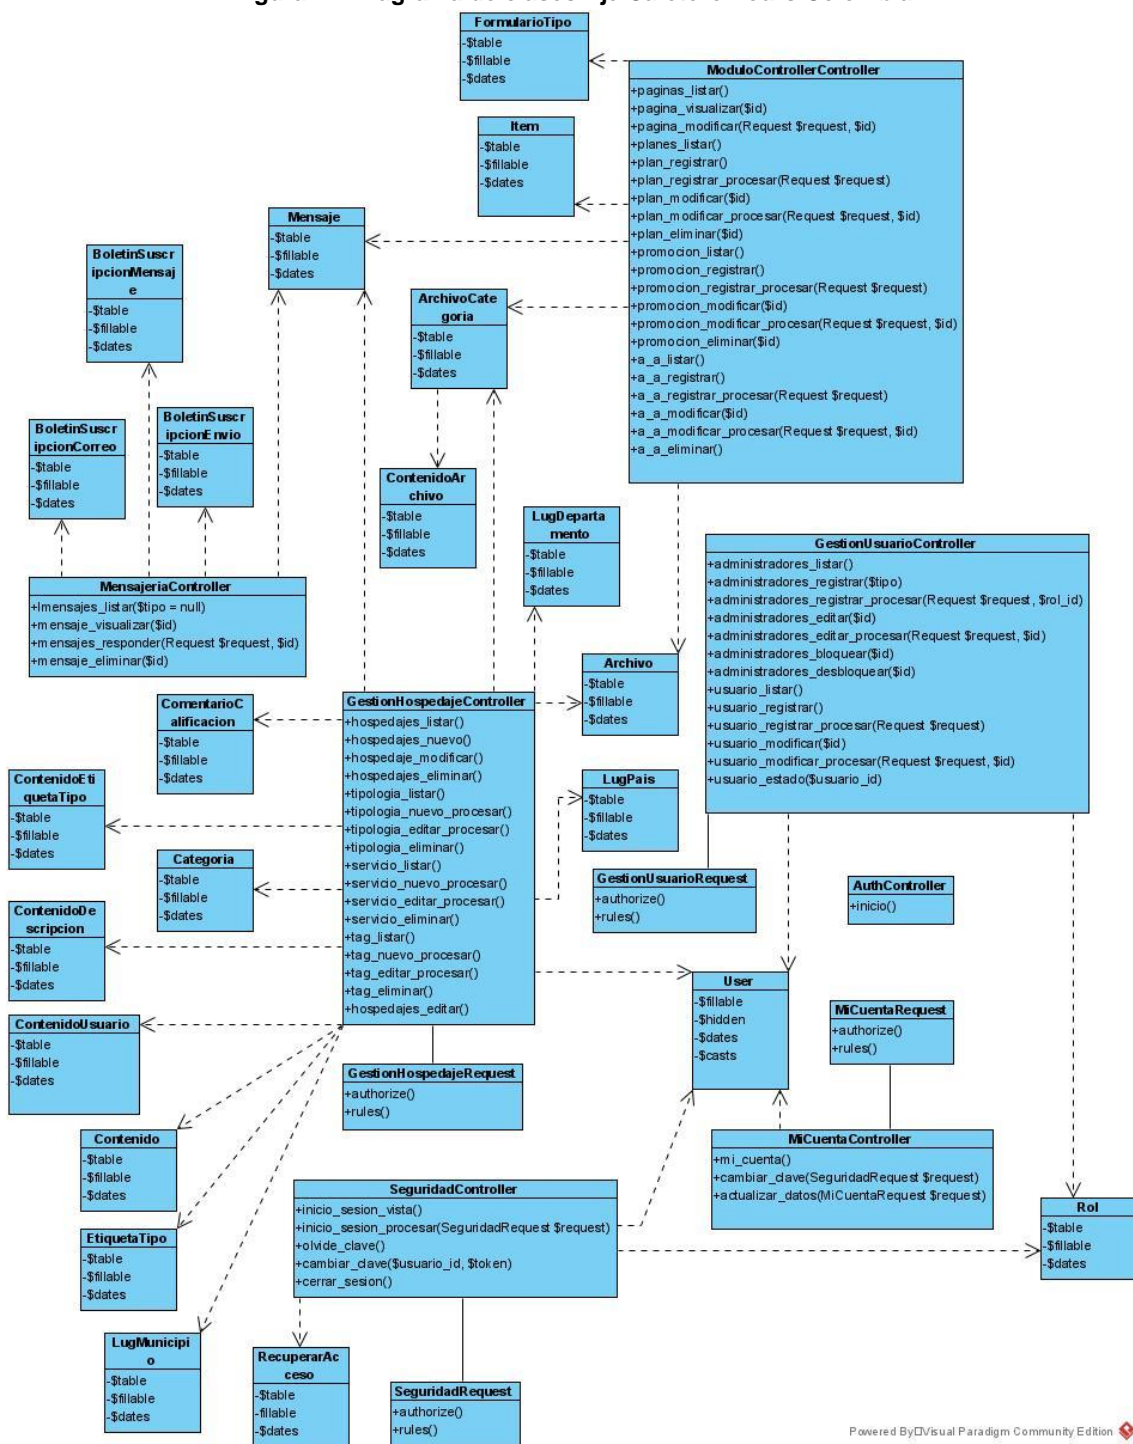 FormularioTipo
-$table
-$fillable
-$dates
ModuloControllerController
+paginas_listar()
+pagina_visualizar($id)
+pagina_modificar(Request $request, $id)
+planes_listar()
+plan_registrar()
+plan_registrar_procesar(Request $request)
+plan_modificar($id)
+plan_modificar_procesar(Request $request, $id)
+plan_eliminar($id)
+promocion_listar()
+promocion_registrar()
+promocion_registrar_procesar(Request $request)
+promocion_modificar($id)
+promocion_modificar_procesar(Request $request, $id)
+promocion_eliminar($id)
+a_a_listar()
+a_a_registrar()
+a_a_registrar_procesar(Request $request)
+a_a_modificar($id)
+a_a_modificar_procesar(Request $request, $id)
+a_a_eliminar()
Item
-$table
-$fillable
-$dates
Mensaje
-$table
-$fillable
-$dates
BoletinSuscr
ipcionMensaj
e
-$table
-$fillable
-$dates
ArchivoCate
goria
-$table
-$fillable
-$dates
BoletinSuscr
ipcionCorreo
-$table
-$fillable
-$dates
BoletinSuscr
ipcionEnvio
-$table
-$fillable
-$dates
ContenidoAr
chivo
-$table
-$fillable
-$dates
LugDeparta
mento
-$table
-$fillable
-$dates
GestionUsuarioController
+administradores_listar()
+administradores_registrar($tipo)
+administradores_registrar_procesar(Request $request, $rol_id)
+administradores_editar($id)
+administradores_editar_procesar(Request $request, $id)
+administradores_bloquear($id)
+administradores_desbloquear($id)
+usuario_listar()
+usuario_registrar()
+usuario_registrar_procesar(Request $request)
+usuario_modificar($id)
+usuario_modificar_procesar(Request $request, $id)
+usuario_estado($usuario_id)
MensajeriaController
+lmensajes_listar($tipo = null)
+mensaje_visualizar($id)
+mensajes_responder(Request $request, $id)
+mensaje_eliminar($id)
Archivo
-$table
-$fillable
-$dates
ComentarioC
alificacion
-$table
-$fillable
-$dates
GestionHospedajeController
+hospedajes_listar()
+hospedajes_nuevo()
+hospedaje_modificar()
+hospedajes_eliminar()
+tipologia_listar()
+tipologia_nuevo_procesar()
+tipologia_editar_procesar()
+tipologia_eliminar()
+servicio_listar()
+servicio_nuevo_procesar()
+servicio_editar_procesar()
+servicio_eliminar()
+tag_listar()
+tag_nuevo_procesar()
+tag_editar_procesar()
+tag_eliminar()
+hospedajes_editar()
ContenidoEti
quetaTipo
-$table
-$fillable
-$dates
LugPais
-$table
-$fillable
-$dates
Categoria
-$table
-$fillable
-$dates
GestionUsuarioRequest
+authorize()
+rules()
AuthController
+inicio()
ContenidoDe
scripcion
-$table
-$fillable
-$dates
User
-$fillable
-$hidden
-$dates
-$casts
MiCuentaRequest
+authorize()
+rules()
ContenidoUsuario
-$table
-$fillable
-$dates
GestionHospedajeRequest
+authorize()
+rules()
Contenido
-$table
-$fillable
-$dates
MiCuentaController
+mi_cuenta()
+cambiar_clave(SeguridadRequest $request)
+actualizar_datos(MiCuentaRequest $request)
SeguridadController
+inicio_sesion_vista()
+inicio_sesion_procesar(SeguridadRequest $request)
+olvide_clave()
+cambiar_clave($usuario_id, $token)
+cerrar_sesion()
Rol
-$table
-$fillable
-$dates
EtiquetaTipo
-$table
-$fillable
-$dates
LugMunicipi
o
-$table
-$fillable
-$dates
RecuperarAc
ceso
-$table
-fillable
-$dates
SeguridadRequest
+authorize()
+rules()
Powered By Visual Paradigm Community Edition